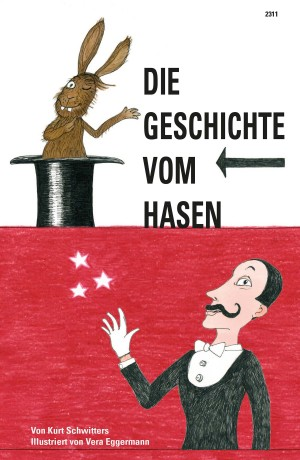 2311
DIE
GESCHICHTE
VOM
HASEN
Von Kurt Schwitters
Illustriert von Vera Eggermann